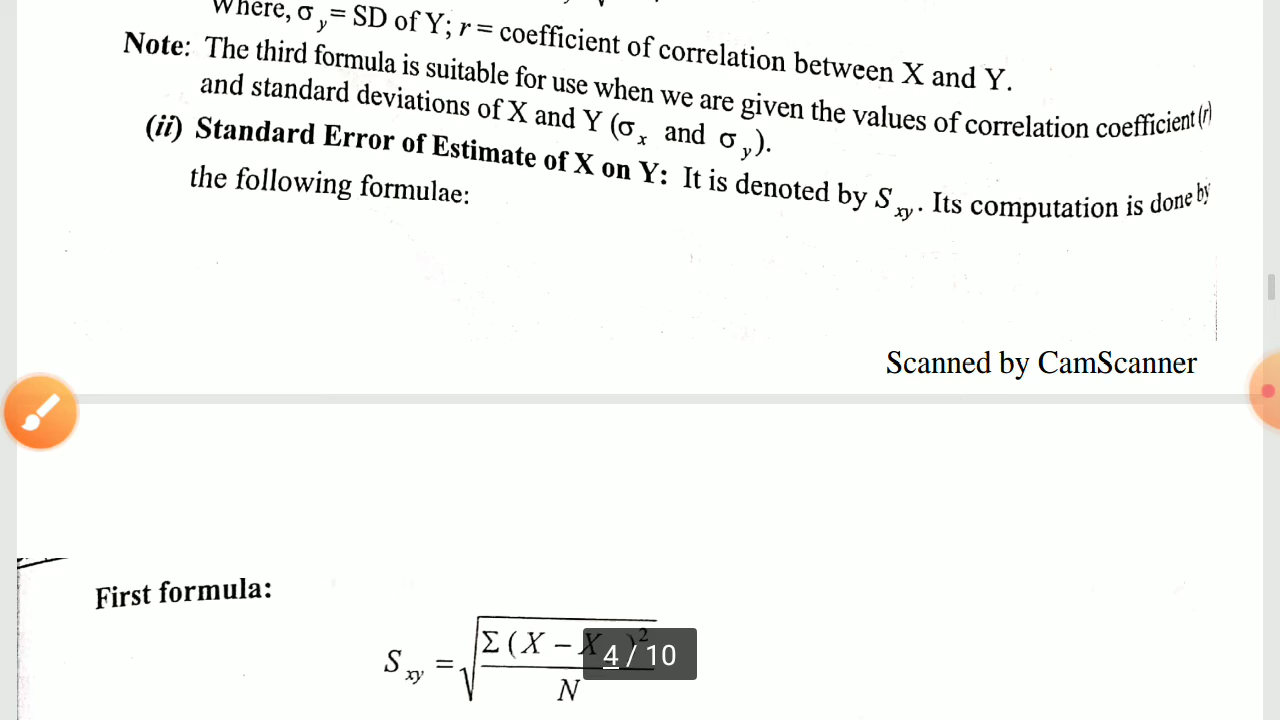 Where, σ y = SD of Y; r = coefficient of correlation between X and Y.
Note: The third formula is suitable for use when we are given the values of correlation coefficient (r)
and standard deviations of X and Y (σ x and σ y).
(ii) Standard Error of Estimate of X on Y: It is denoted by S xy. Its computation is done by
the following formulae:
Scanned by CamScanner
First formula:
S xy = √ Σ (X – X )²
N
4 / 10